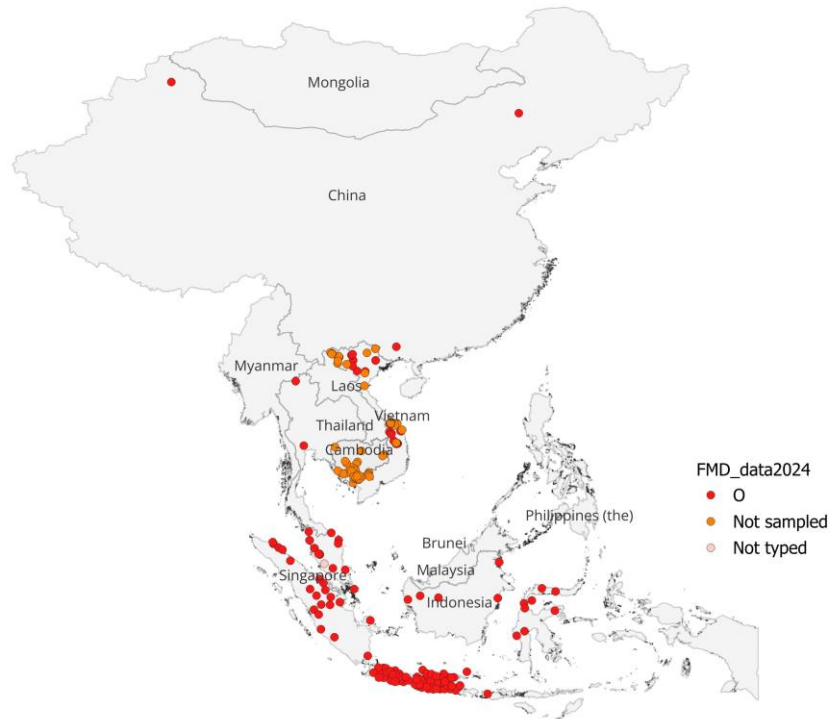 Mongolia
China
Myanmar
Laos
Vietnam
Thailand
Cambodia
Philippines (the)
Brunei
Malaysia
Singapore
Indonesia
FMD_data2024
O
Not sampled
Not typed